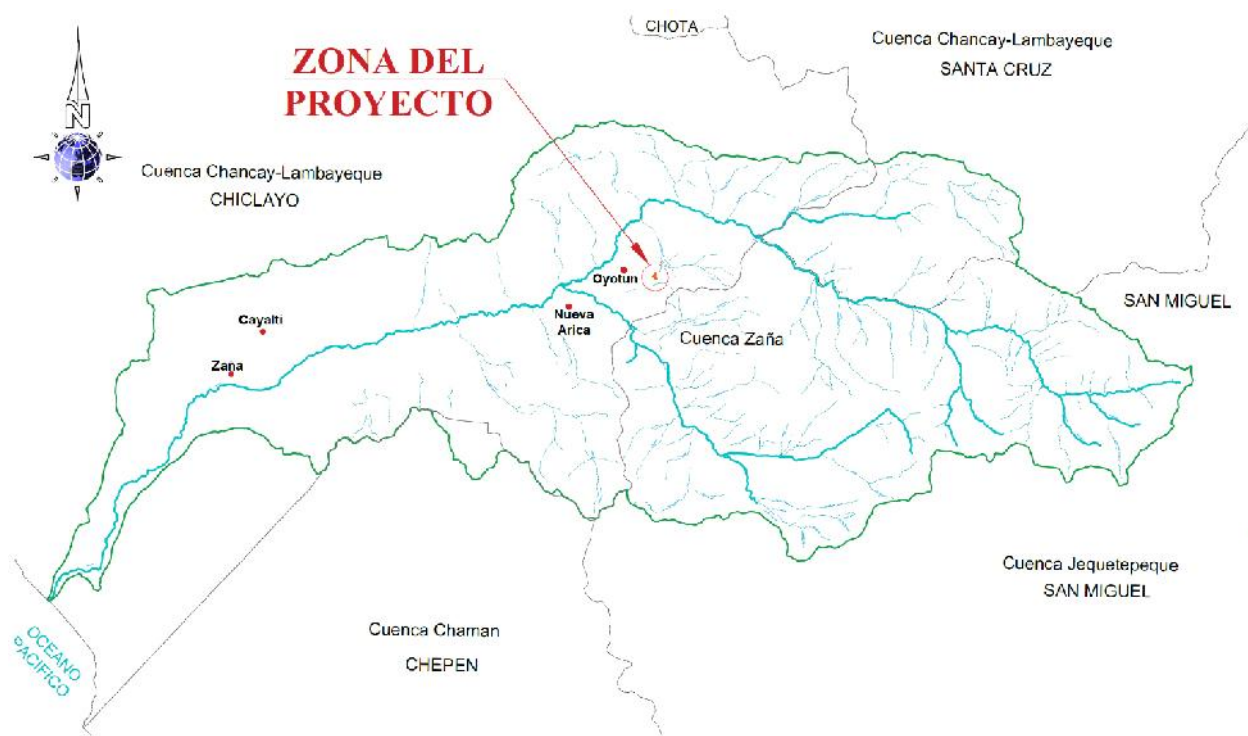 CHOTA
Cuenca Chancay-Lambayeque
SANTA CRUZ
ZONA DEL
PROYECTO
Ñ
Cuenca Chancay-Lambayeque
CHICLAYO
Oyotun
SAN MIGUEL
Nueva
Arica
Cayalti
Cuenca Zaña
Zana
Cuenca Jequetepeque
SAN MIGUEL
Cuenca Chaman
CHEPEN
OCEANO
PACIFICO